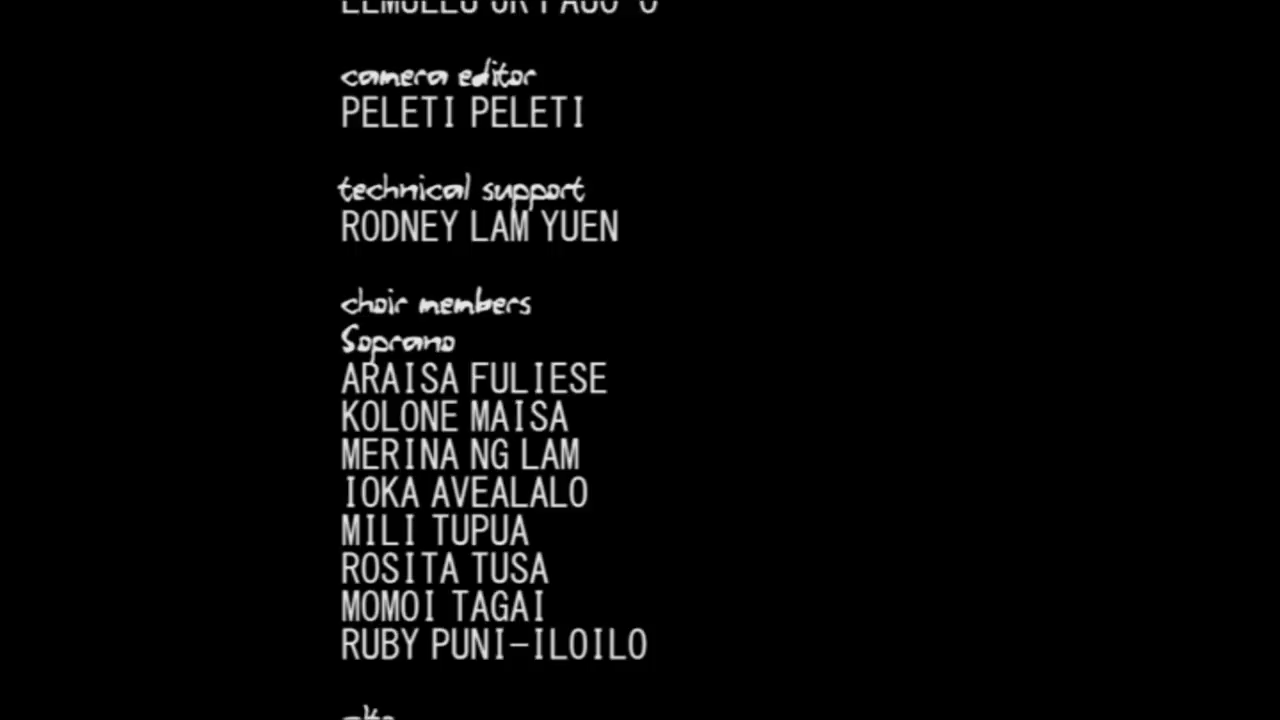 camera editor
PELETI PELETI
technical support
RODNEY LAM YUEN
choir members
Soprano
ARAISA FULIESE
KOLONE MAISA
MERINA NG LAM
IOKA AVEALALO
MILI TUPUA
ROSITA TUSA
MOMOI TAGAI
RUBY PUNI-ILOILO